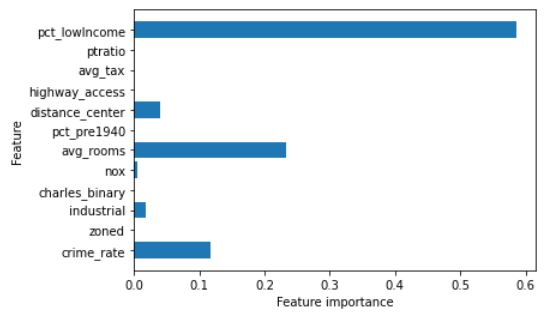 pct_lowIncome
ptratio
avg_tax
highway_access
distance_center
pct_pre1940
avg_rooms
nox
charles_binary
industrial
zoned
crime_rate
Feature
0.0 0.1 0.2 0.3 0.4 0.5 0.6
Feature importance